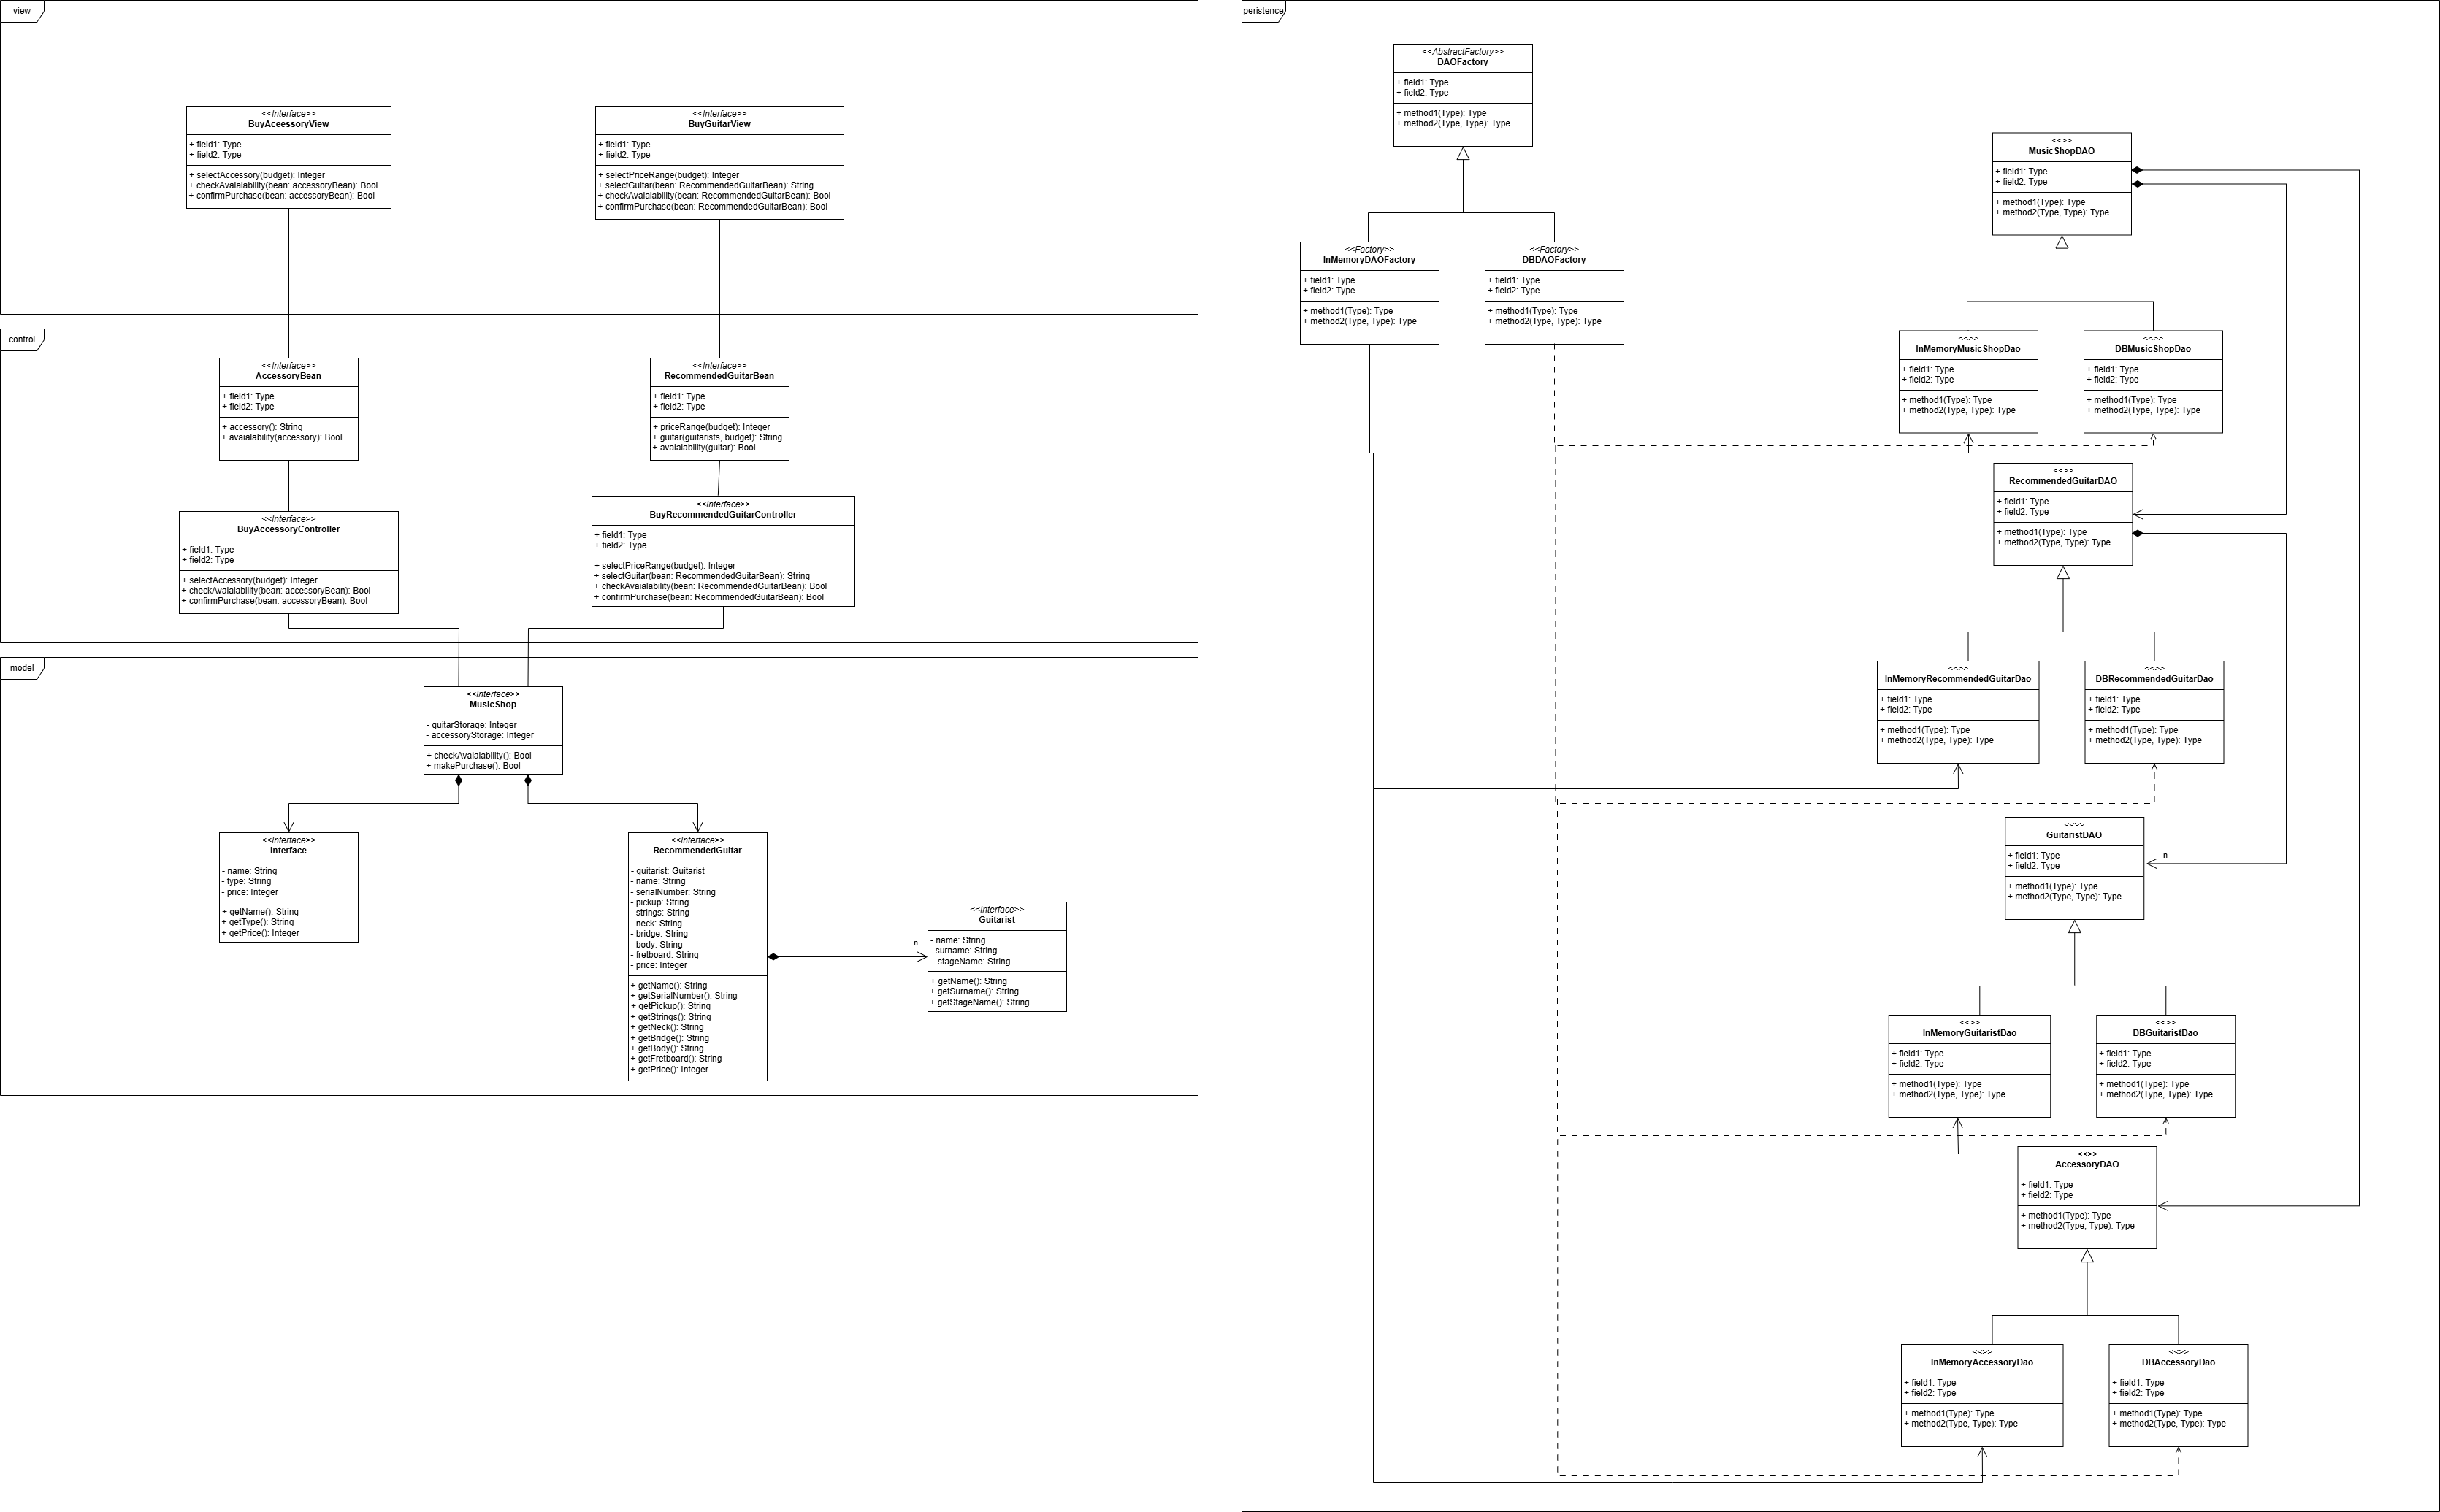 view
<<Interface>>
BuyAceessoryView
+ field1: Type
+ field2: Type
+ selectAccessory(budget): Integer
+ checkAvaialability(bean: accessoryBean): Bool
+ confirmPurchase(bean: accessoryBean): Bool
<<Interface>>
BuyGuitarView
+ field1: Type
+ field2: Type
+ selectPriceRange(budget): Integer
+ selectGuitar(bean: RecommendedGuitarBean): String
+ checkAvaialability(bean: RecommendedGuitarBean): Bool
+ confirmPurchase(bean: RecommendedGuitarBean): Bool
control
<<Interface>>
AccessoryBean
+ field1: Type
+ field2: Type
+ accessory(): String
+ avaialability(accessory): Bool
<<Interface>>
RecommendedGuitarBean
+ field1: Type
+ field2: Type
+ priceRange(budget): Integer
+ guitar(guitarists, budget): String
+ avaialability(guitar): Bool
<<Interface>>
BuyAccessoryController
+ field1: Type
+ field2: Type
+ selectAccessory(budget): Integer
+ checkAvaialability(bean: accessoryBean): Bool
+ confirmPurchase(bean: accessoryBean): Bool
<<Interface>>
BuyRecommendedGuitarController
+ field1: Type
+ field2: Type
+ selectPriceRange(budget): Integer
+ selectGuitar(bean: RecommendedGuitarBean): String
+ checkAvaialability(bean: RecommendedGuitarBean): Bool
+ confirmPurchase(bean: RecommendedGuitarBean): Bool
model
<<Interface>>
MusicShop
- guitarStorage: Integer
- accessoryStorage: Integer
+ checkAvaialability(): Bool
+ makePurchase(): Bool
<<Interface>>
Interface
- name: String
- type: String
- price: Integer
+ getName(): String
+ getType(): String
+ getPrice(): Integer
<<Interface>>
RecommendedGuitar
- guitarist: Guitarist
- name: String
- serialNumber: String
- pickup: String
- strings: String
- neck: String
- bridge: String
- body: String
- fretboard: String
- price: Integer
+ getName(): String
+ getSerialNumber(): String
+ getPickup(): String
+ getStrings(): String
+ getNeck(): String
+ getBridge(): String
+ getBody(): String
+ getFretboard(): String
+ getPrice(): Integer
n
<<Interface>>
Guitarist
- name: String
- surname: String
-  stageName: String
+ getName(): String
+ getSurname(): String
+ getStageName(): String
peristence
<<AbstractFactory>>
DAOFactory
+ field1: Type
+ field2: Type
+ method1(Type): Type
+ method2(Type, Type): Type
<<Factory>>
InMemoryDAOFactory
+ field1: Type
+ field2: Type
+ method1(Type): Type
+ method2(Type, Type): Type
<<Factory>>
DBDAOFactory
+ field1: Type
+ field2: Type
+ method1(Type): Type
+ method2(Type, Type): Type
<<>>
MusicShopDAO
+ field1: Type
+ field2: Type
+ method1(Type): Type
+ method2(Type, Type): Type
<<>>
InMemoryMusicShopDao
+ field1: Type
+ field2: Type
+ method1(Type): Type
+ method2(Type, Type): Type
<<>>
DBMusicShopDao
+ field1: Type
+ field2: Type
+ method1(Type): Type
+ method2(Type, Type): Type
<<>>
RecommendedGuitarDAO
+ field1: Type
+ field2: Type
+ method1(Type): Type
+ method2(Type, Type): Type
<<>>
InMemoryRecommendedGuitarDao
+ field1: Type
+ field2: Type
+ method1(Type): Type
+ method2(Type, Type): Type
<<>>
DBRecommendedGuitarDao
+ field1: Type
+ field2: Type
+ method1(Type): Type
+ method2(Type, Type): Type
<<>>
GuitaristDAO
+ field1: Type
+ field2: Type
+ method1(Type): Type
+ method2(Type, Type): Type
n
<<>>
InMemoryGuitaristDao
+ field1: Type
+ field2: Type
+ method1(Type): Type
+ method2(Type, Type): Type
<<>>
DBGuitaristDao
+ field1: Type
+ field2: Type
+ method1(Type): Type
+ method2(Type, Type): Type
<<>>
AccessoryDAO
+ field1: Type
+ field2: Type
+ method1(Type): Type
+ method2(Type, Type): Type
<<>>
InMemoryAccessoryDao
+ field1: Type
+ field2: Type
+ method1(Type): Type
+ method2(Type, Type): Type
<<>>
DBAccessoryDao
+ field1: Type
+ field2: Type
+ method1(Type): Type
+ method2(Type, Type): Type